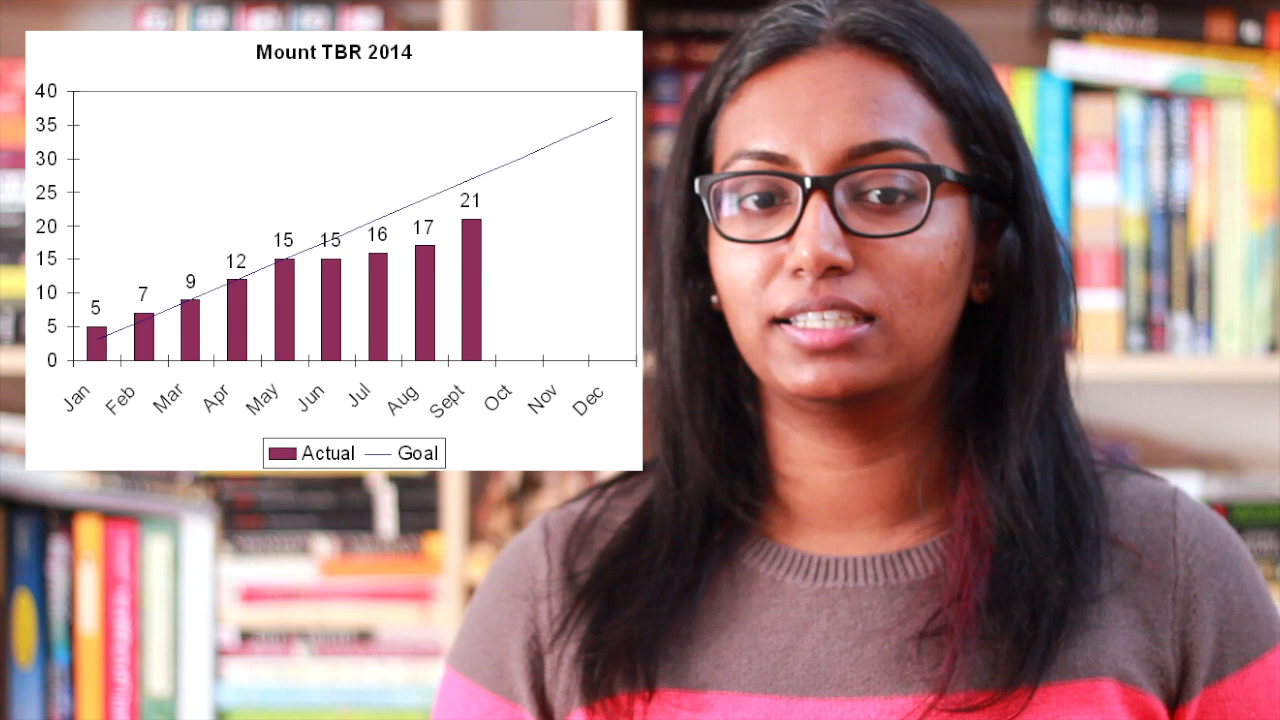 Mount TBR 2014
40
35
30
25
20
15
10
5
0
5 7 9 12 15 15 16 17 21
Jan Feb Mar Apr May Jun Jul Aug Sept Oct Nov Dec
Actual Goal